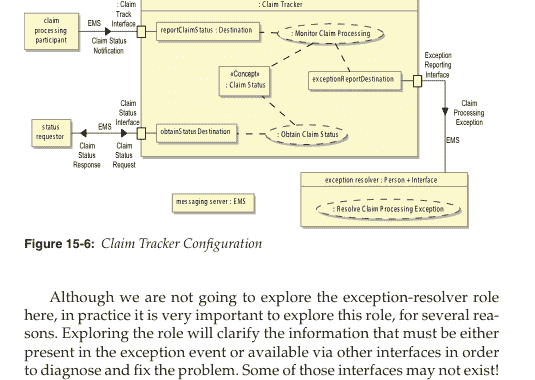 : Claim Tracker
: Claim
Track
Interface
claim
processing
participant
EMS
Claim Status
Notification
reportClaimStatus : Destination
: Monitor Claim Processing
«Concept»
: Claim Status
exceptionReportDestination
Exception
Reporting
Interface
Claim
Processing
Exception
EMS
status
requestor
EMS
Claim
Status
Interface
Claim
Status
Response
Claim
Status
Request
obtainStatusDestination
: Obtain Claim Status
messaging server : EMS
exception resolver : Person + Interface
: Resolve Claim Processing Exception
Figure 15-6: Claim Tracker Configuration
Although we are not going to explore the exception-resolver role
here, in practice it is very important to explore this role, for several rea-
sons. Exploring the role will clarify the information that must be either
present in the exception event or available via other interfaces in order
to diagnose and fix the problem. Some of those interfaces may not exist!